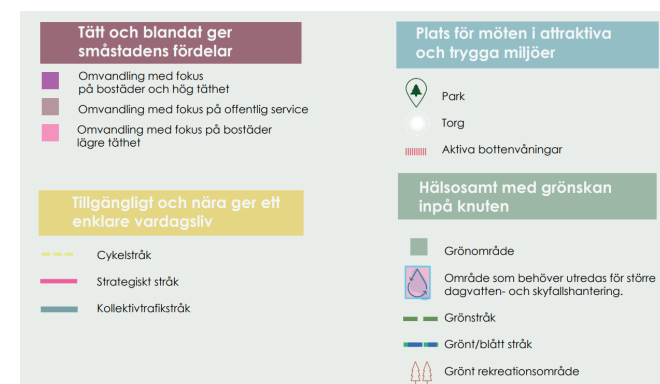 Tätt och blandat ger
småstadens fördelar
Omvandling med fokus
på bostäder och hög täthet
Omvandling med fokus på offentlig service
Omvandling med fokus på bostäder
lägre täthet
Tillgängligt och nära ger ett
enklare vardagsliv
Cykelstråk
Strategiskt stråk
Kollektivtrafikstråk
Plats för möten i attraktiva
och trygga miljöer
Park
Torg
Aktiva bottenvåningar
Hälsosamt med grönskan
inpå knuten
Grönområde
Område som behöver utredas för större
dagvatten- och skyfallshantering.
Grönstråk
Grönt/blått stråk
Grönt rekreationsområde